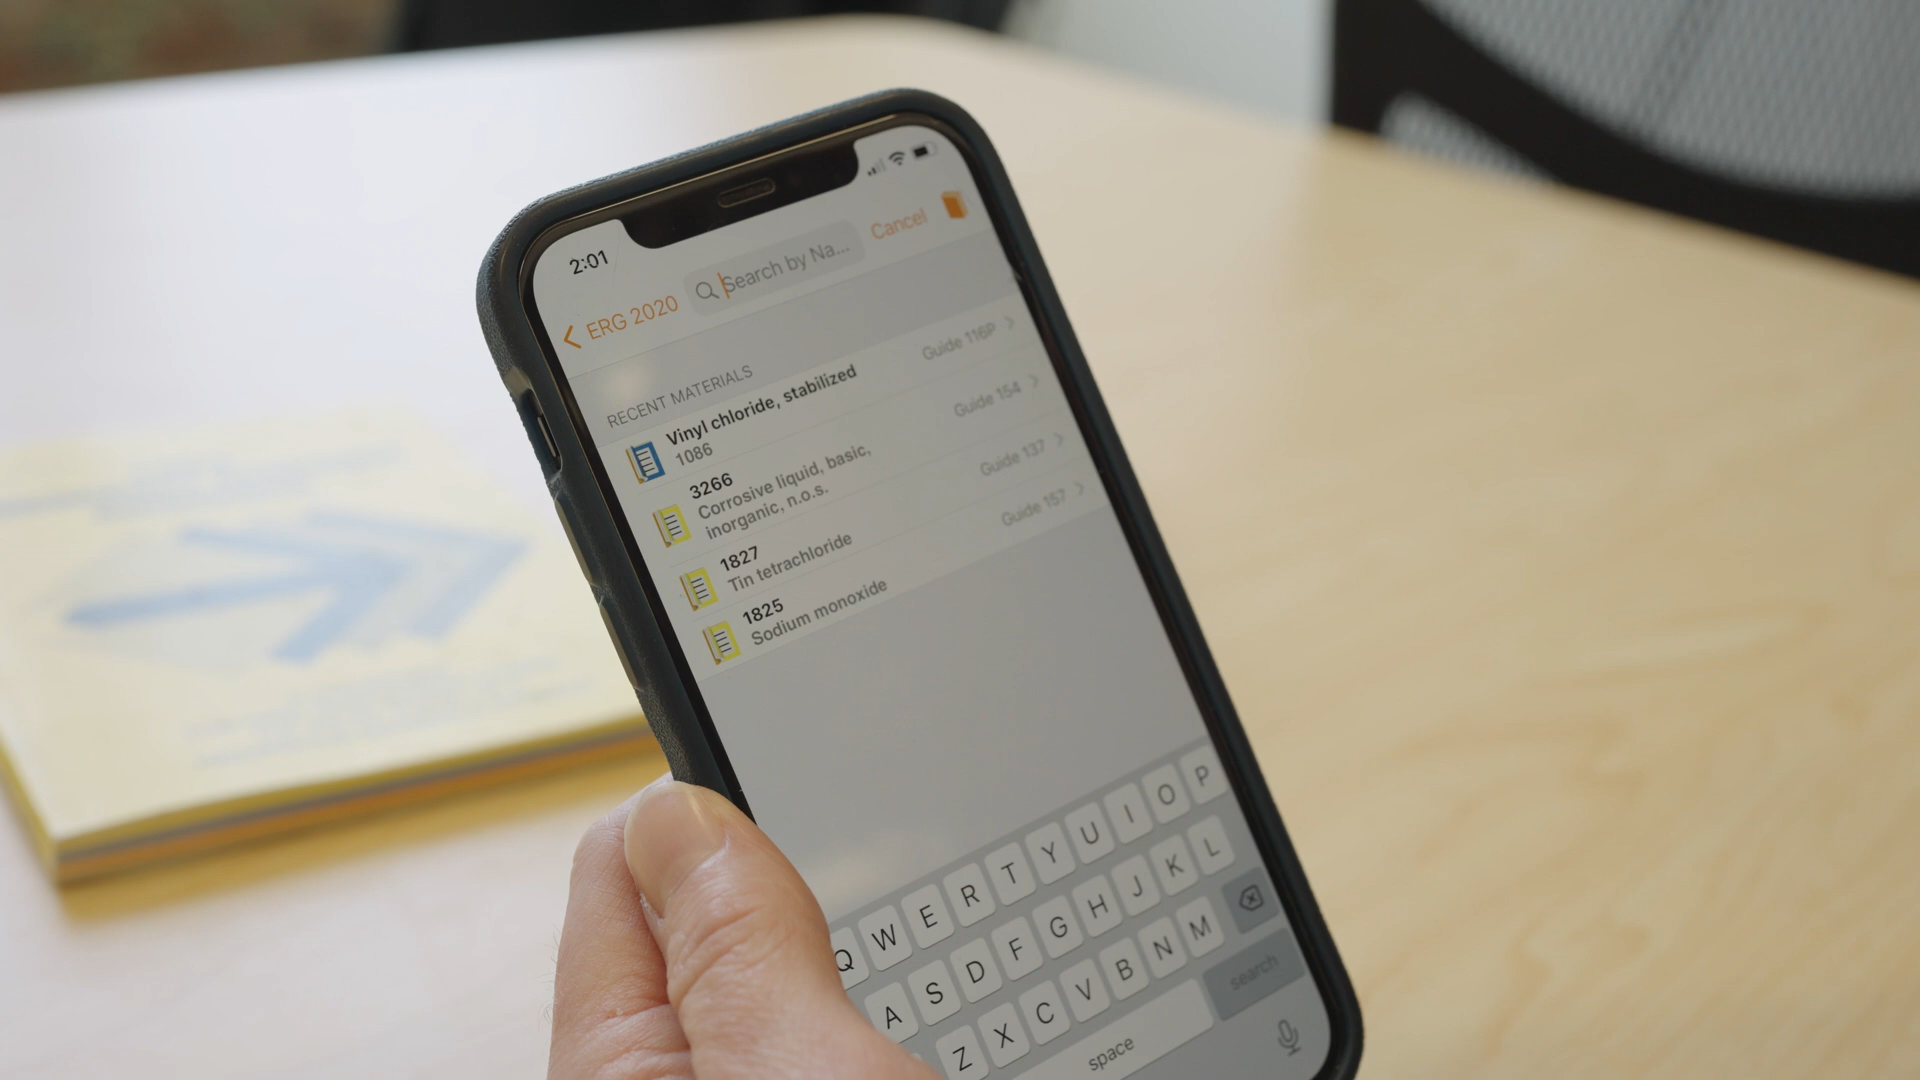 2:01
ERG 2020
Search by Na...
Cancel
RECENT MATERIALS
Vinyl chloride, stabilized
1086
Guide 116P
3266
Corrosive liquid, basic,
inorganic, n.o.s.
Guide 154
1827
Tin tetrachloride
Guide 137
1825
Sodium monoxide
Guide 157
Q W E R T Y U I O P
A S D F G H J K L
Z X C V B N M
space
search